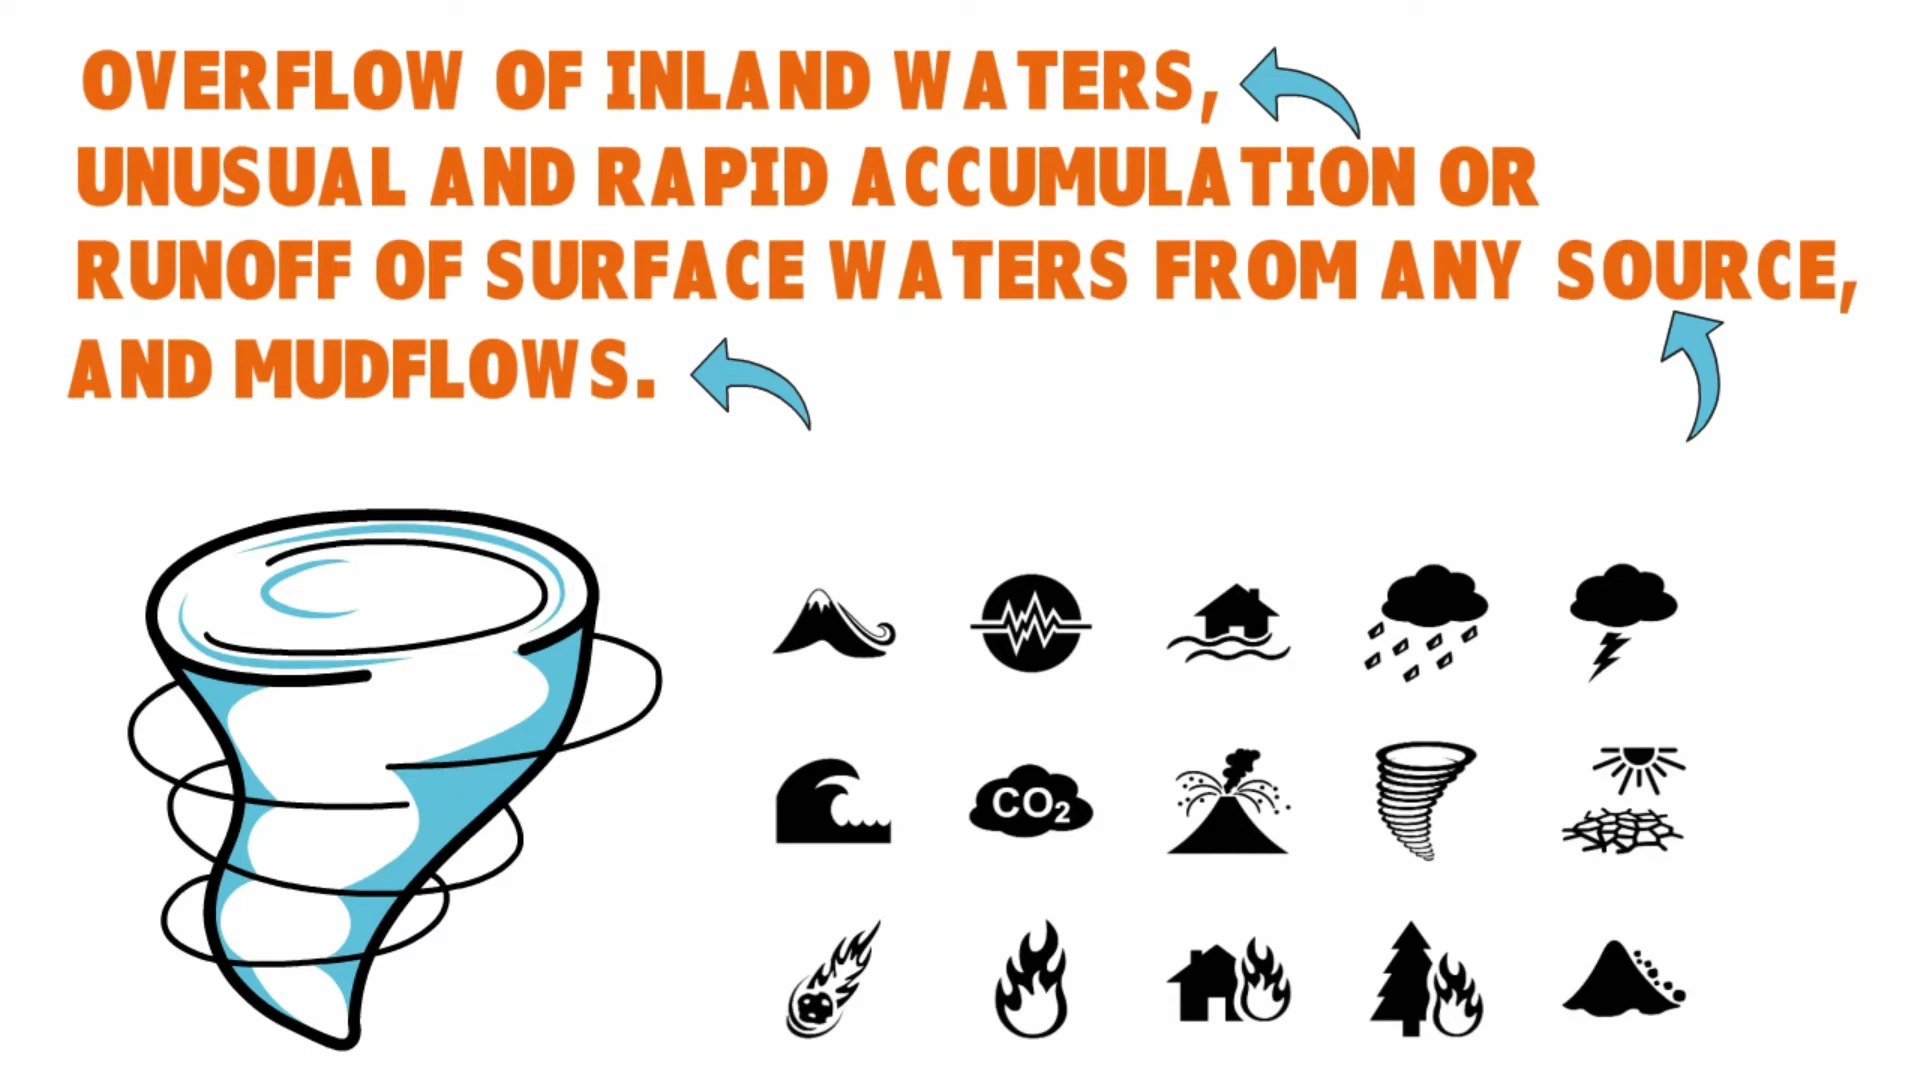 OVERFLOW OF INLAND WATERS,
UNUSUAL AND RAPID ACCUMULATION OR
RUNOFF OF SURFACE WATERS FROM ANY SOURCE,
AND MUDFLOWS.
CO2